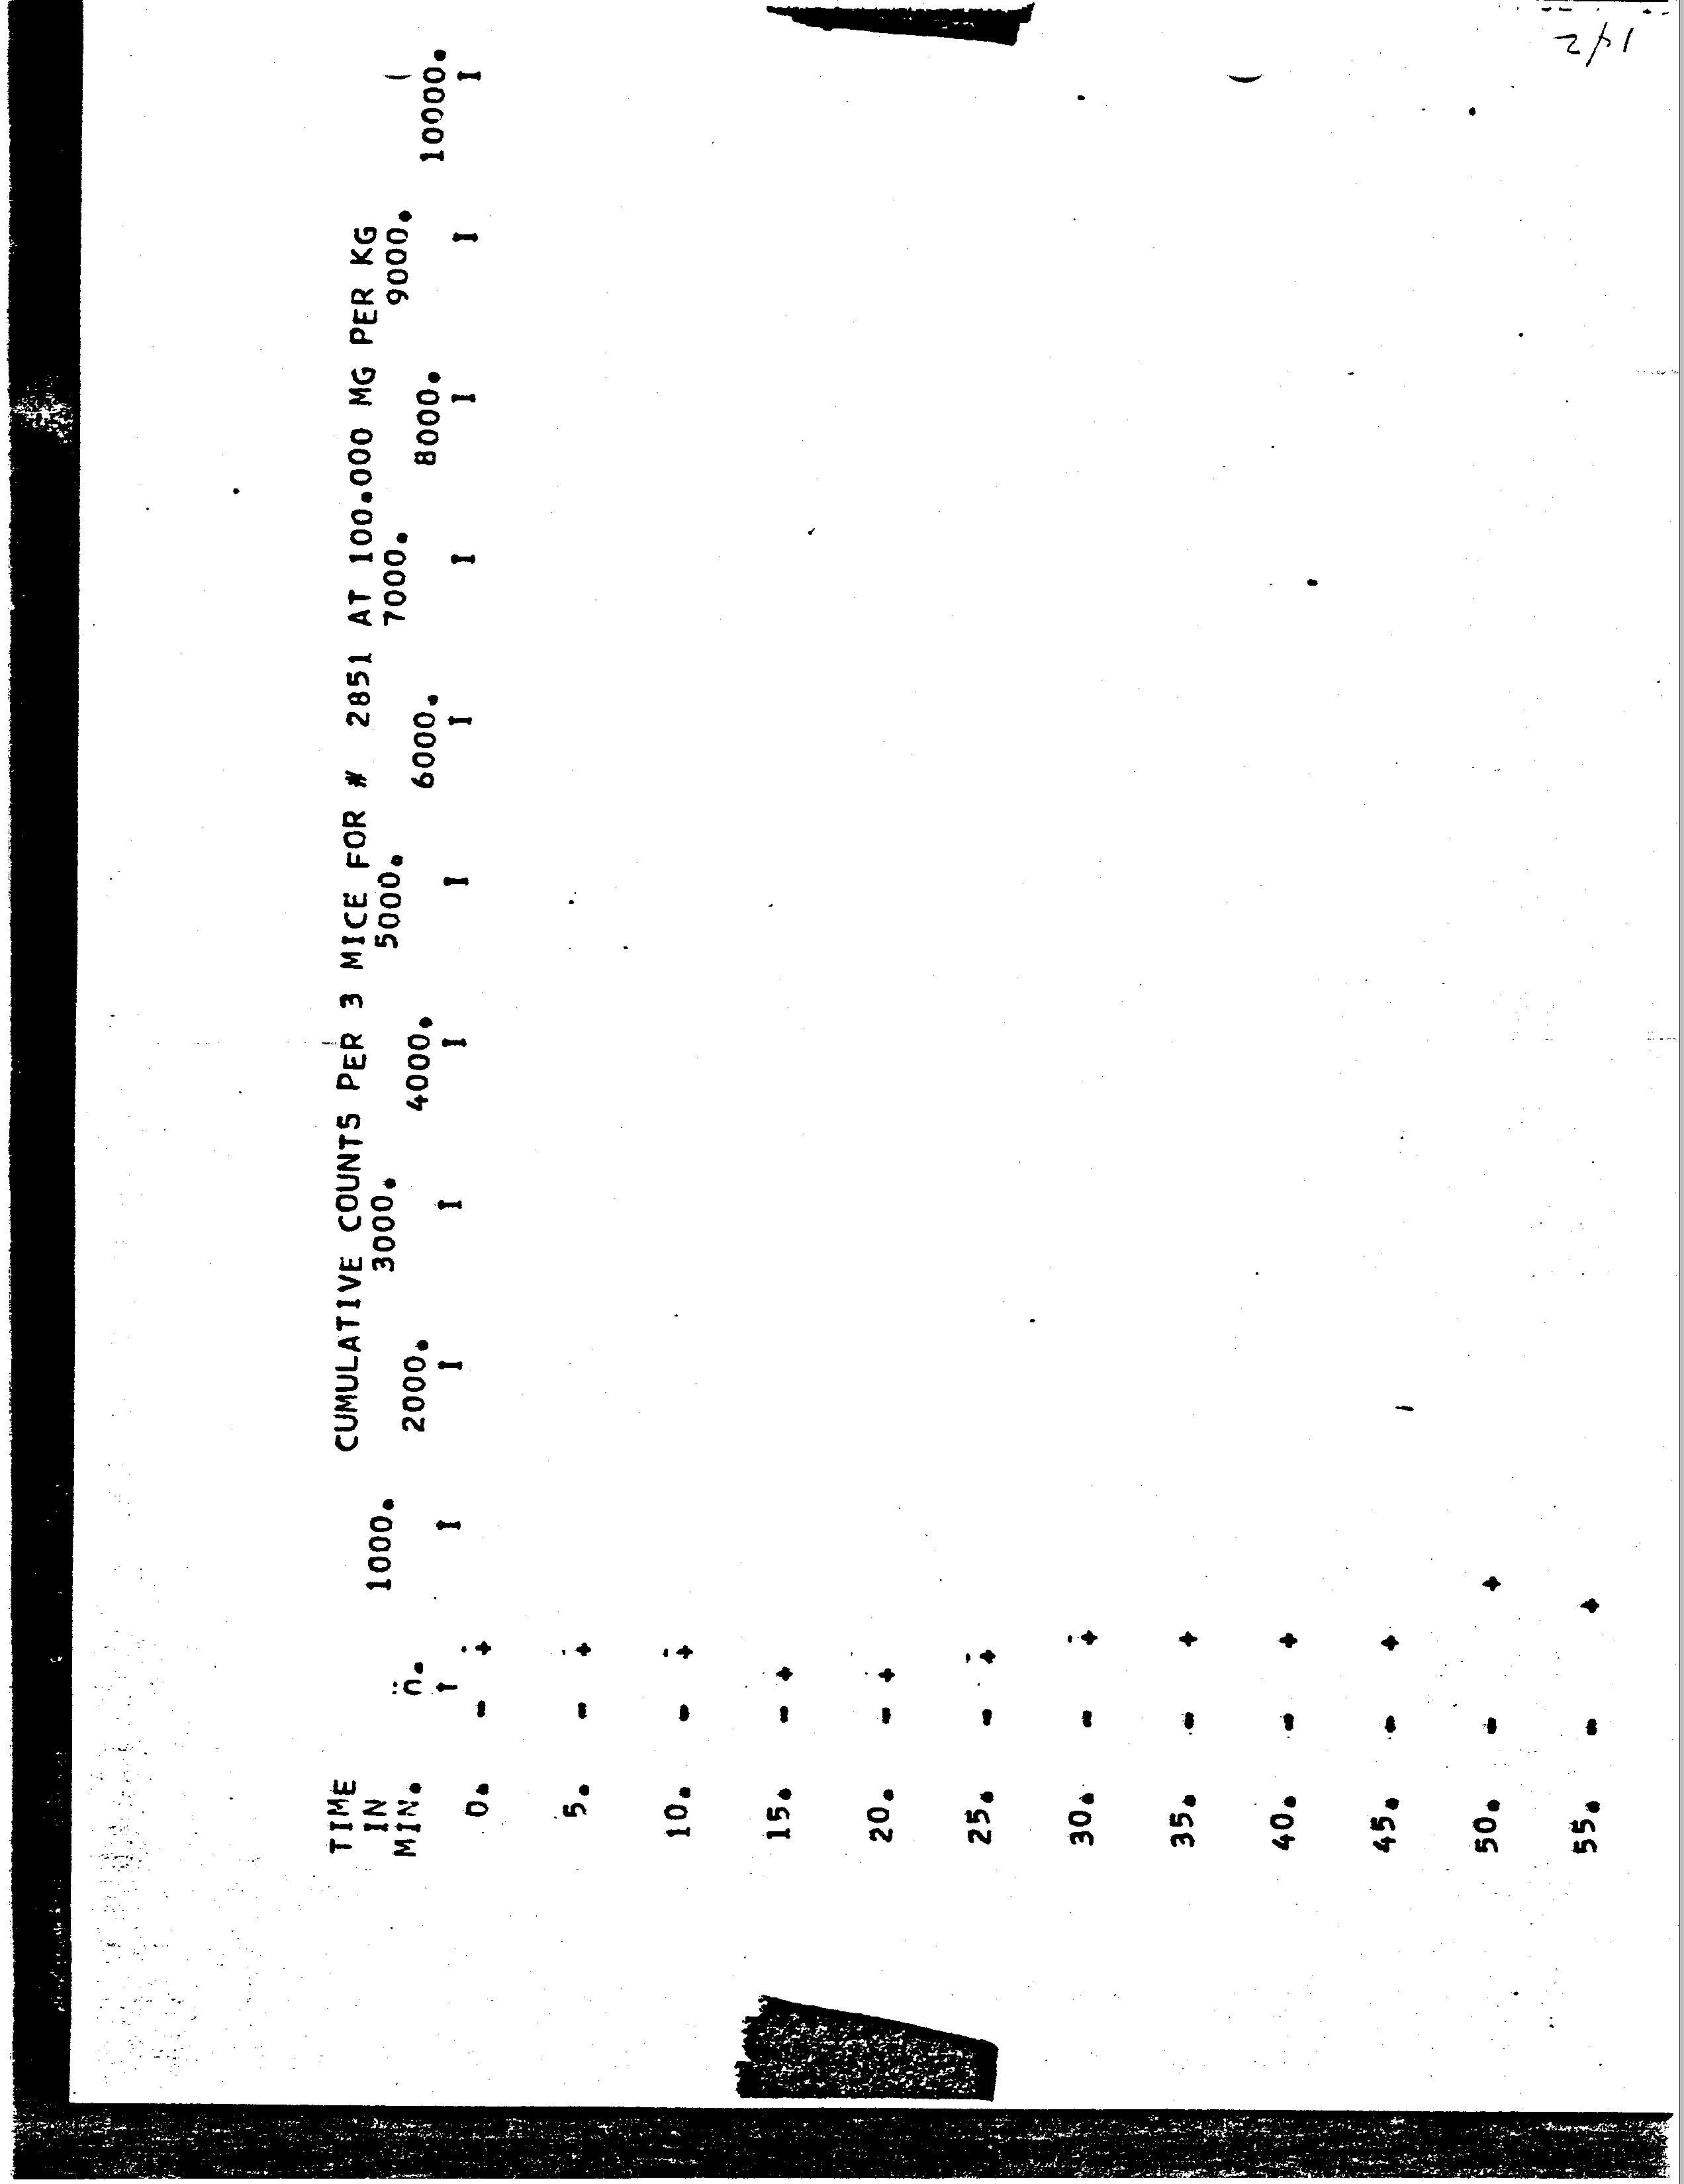 CUMULATIVE COUNTS PER 3 MICE FOR # 2851 AT 100.000 MG PER KG
TIME
IN
MIN.
1000. 3000. 5000. 7000. 9000.
0. 2000. 4000. 6000. 8000. 10000.
I I I I I I I I I I I
0. - +
5. - +
10. - +
15. - +
20. - +
25. - +
30. - +
35. - +
40. - +
45. - +
50. - +
55. - +